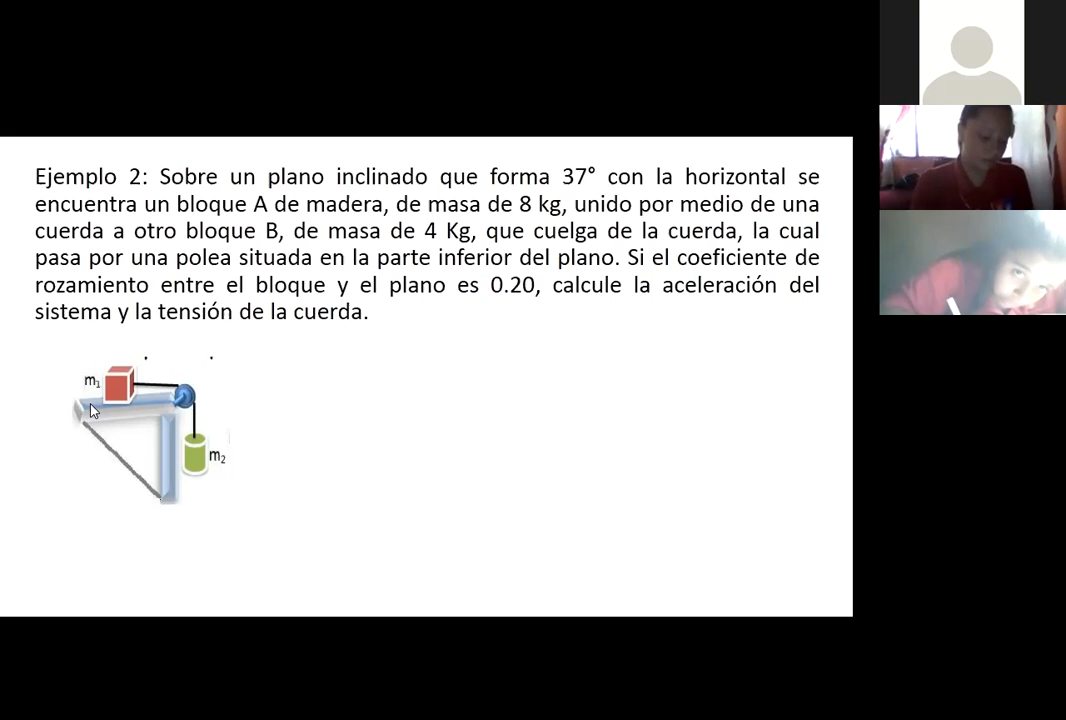 Ejemplo 2: Sobre un plano inclinado que forma 37° con la horizontal se
encuentra un bloque A de madera, de masa de 8 kg, unido por medio de una
cuerda a otro bloque B, de masa de 4 Kg, que cuelga de la cuerda, la cual
pasa por una polea situada en la parte inferior del plano. Si el coeficiente de
rozamiento entre el bloque y el plano es 0.20, calcule la aceleración del
sistema y la tensión de la cuerda.
m₁
m₂